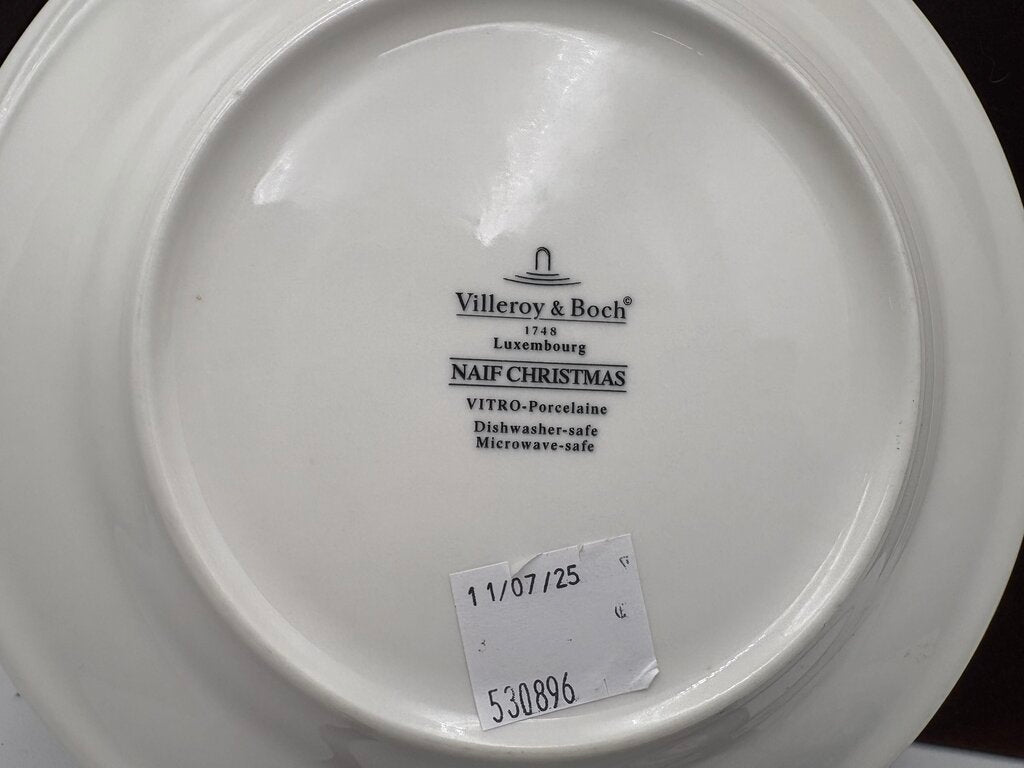 Villeroy & Boch©
1748
Luxembourg
NAIF CHRISTMAS
VITRO-Porcelaine
Dishwasher-safe
Microwave-safe
11/07/25
530896